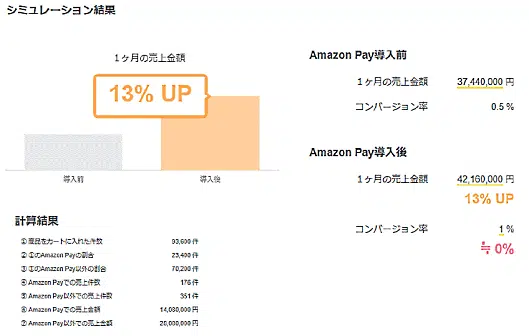 シミュレーション結果
1ヶ月の売上金額
13% UP
導入前
導入後
Amazon Pay導入前
1ヶ月の売上金額 37,440,000 円
コンバージョン率 0.5 %
Amazon Pay導入後
1ヶ月の売上金額 42,160,000 円
13% UP
コンバージョン率 1 %
≒ 0%
計算結果
① 商品をカートに入れた件数 93,600 件
② ①のAmazon Payの割合 23,400 件
③ ①のAmazon Pay以外の割合 70,200 件
④ Amazon Payでの売上件数 176 件
⑤ Amazon Pay以外での売上件数 351 件
⑥ Amazon Payでの売上金額 14,080,000 円
⑦ Amazon Pay以外での売上金額 28,080,000 円